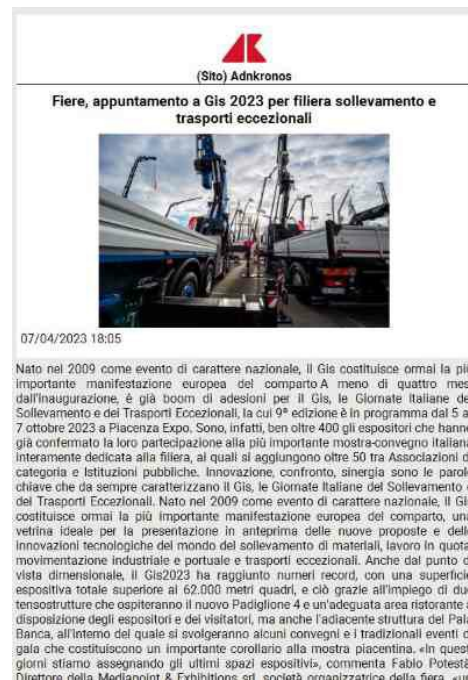 (Sito) Adnkronos
Fiere, appuntamento a Gis 2023 per filiera sollevamento e
trasporti eccezionali
07/04/2023 18:05
Nato nel 2009 come evento di carattere nazionale, il Gis costituisce ormai la più
importante manifestazione europea del comparto A meno di quattro mes
dall'inaugurazione, è già boom di adesioni per il Gis, le Giornate Italiane de
Sollevamento e dei Trasporti Eccezionali, la cui 9ª edizione è in programma dal 5 a
7 ottobre 2023 a Piacenza Expo. Sono, infatti, ben oltre 400 gli espositori che hanno
già confermato la loro partecipazione alla più importante mostra-convegno italiana
interamente dedicata alla filiera, ai quali si aggiungono oltre 50 tra Associazioni d
categoria e Istituzioni pubbliche. Innovazione, confronto, sinergia sono le parole
chiave che da sempre caratterizzano il Gis, le Giornate Italiane del Sollevamento
dei Trasporti Eccezionali. Nato nel 2009 come evento di carattere nazionale, il Gi
costituisce ormai la più importante manifestazione europea del comparto, una
vetrina ideale per la presentazione in anteprima delle nuove proposte e delle
innovazioni tecnologiche del mondo del sollevamento di materiali, lavoro in quota
movimentazione industriale e portuale e trasporti eccezionali. Anche dal punto d
vista dimensionale, il Gis2023 ha raggiunto numeri record, con una superfici
espositiva totale superiore ai 62.000 metri quadri, e ciò grazie all'impiego di du
tensostrutture che ospiteranno il nuovo Padiglione 4 e un'adeguata area ristorante
disposizione degli espositori e dei visitatori, ma anche l'adiacente struttura del Pala
Banca, all'interno del quale si svolgeranno alcuni convegni e i tradizionali eventi d
gala che costituiscono un importante corollario alla mostra piacentina. «In quest
giorni stiamo assegnando gli ultimi spazi espositivi», commenta Fabio Potestà
Direttore della Mediapoint & Exhibitions srl, società organizzatrice della fiera, «un